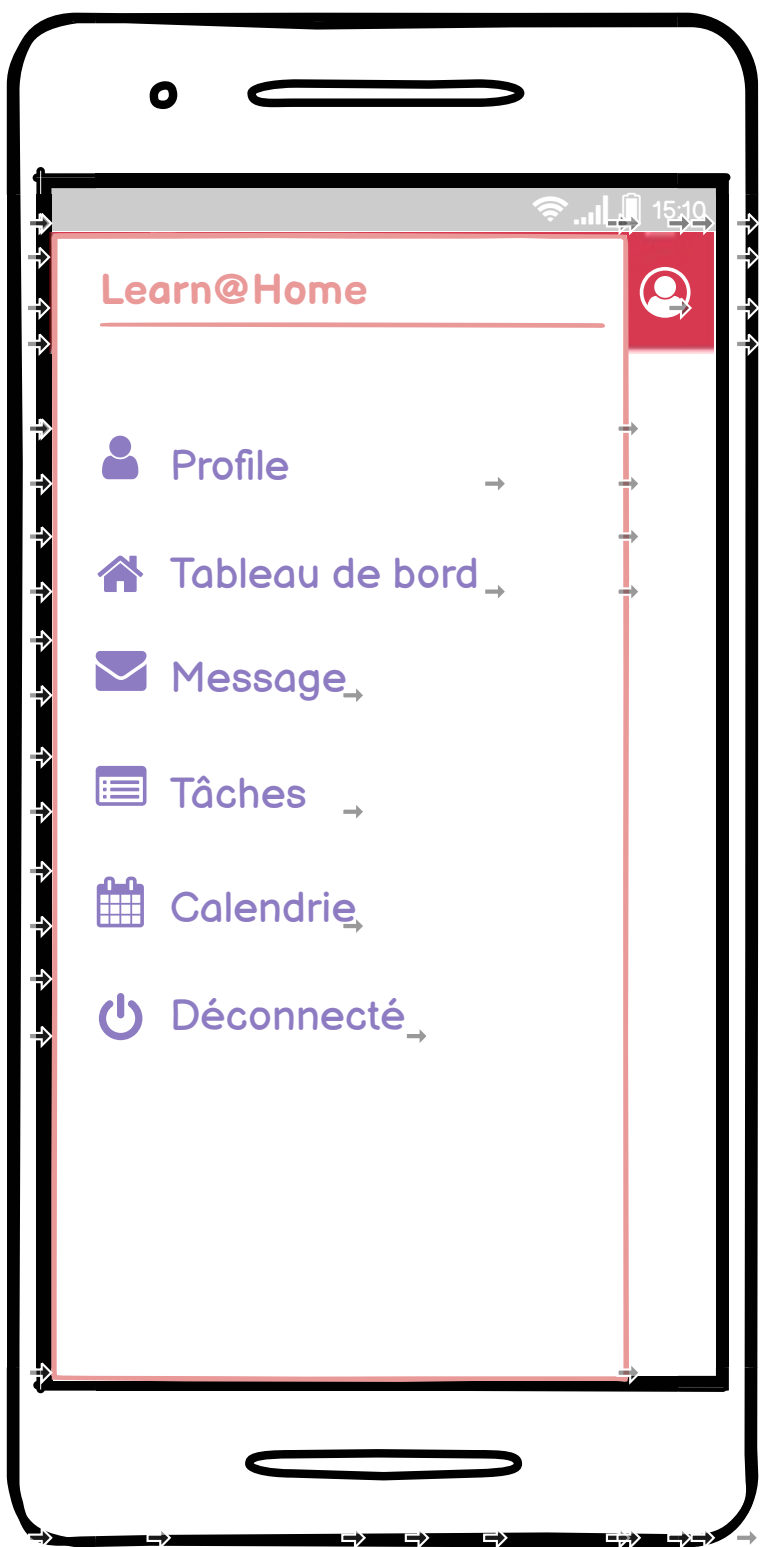 15:10
Learn@Home
Profile
Tableau de bord
Message
Tâches
Calendrie
Déconnecté